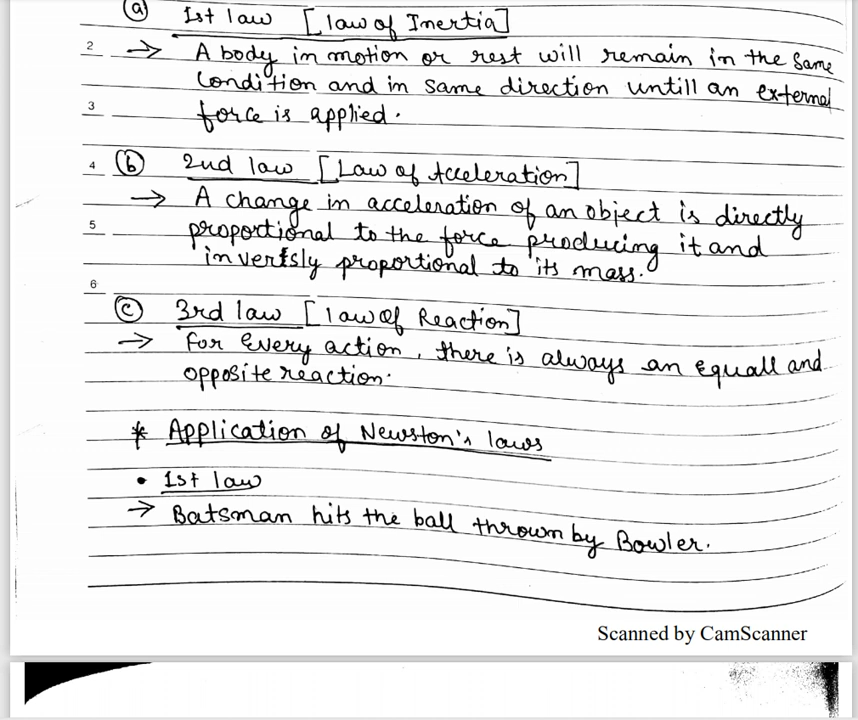 (a) 1st law [law of Inertia]
2 → A body in motion or rest will remain in the same
condition and in same direction untill an external
3 force is applied.
4 (b) 2nd law [Law of Acceleration]
→ A change in acceleration of an object is directly
5 proportional to the force producing it and
inversly proportional to its mass.
6
(c) 3rd law [law of Reaction]
→ for Every action, there is always an Equall and
opposite reaction.
* Application of Newston's laws
• 1st law
→ Batsman hits the ball thrown by Bowler.
Scanned by CamScanner